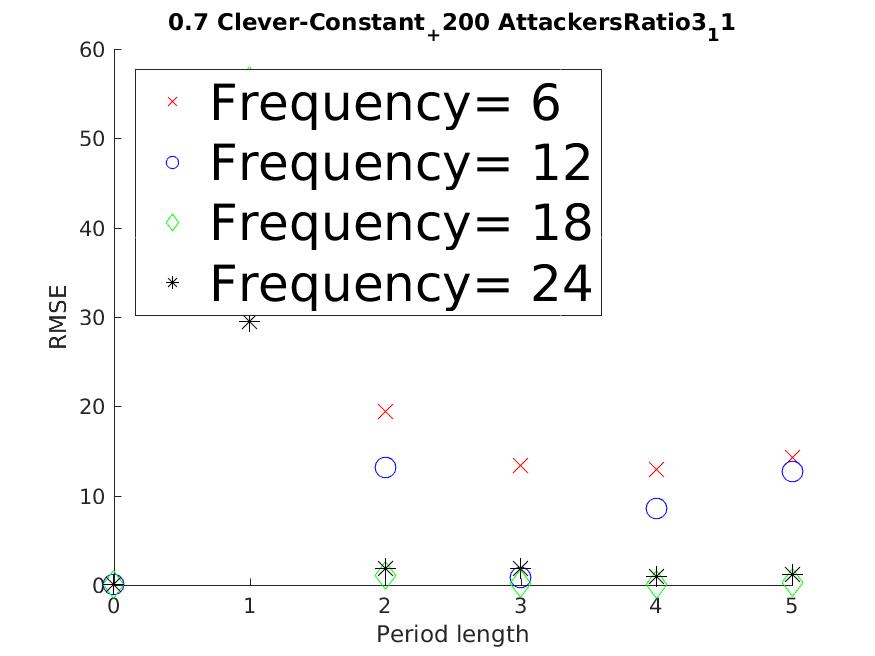 0.7 Clever-Constant₊200 AttackersRatio3₁1
60
50
40
30
20
10
0
RMSE
Frequency= 6
Frequency= 12
Frequency= 18
Frequency= 24
0 1 2 3 4 5
Period length